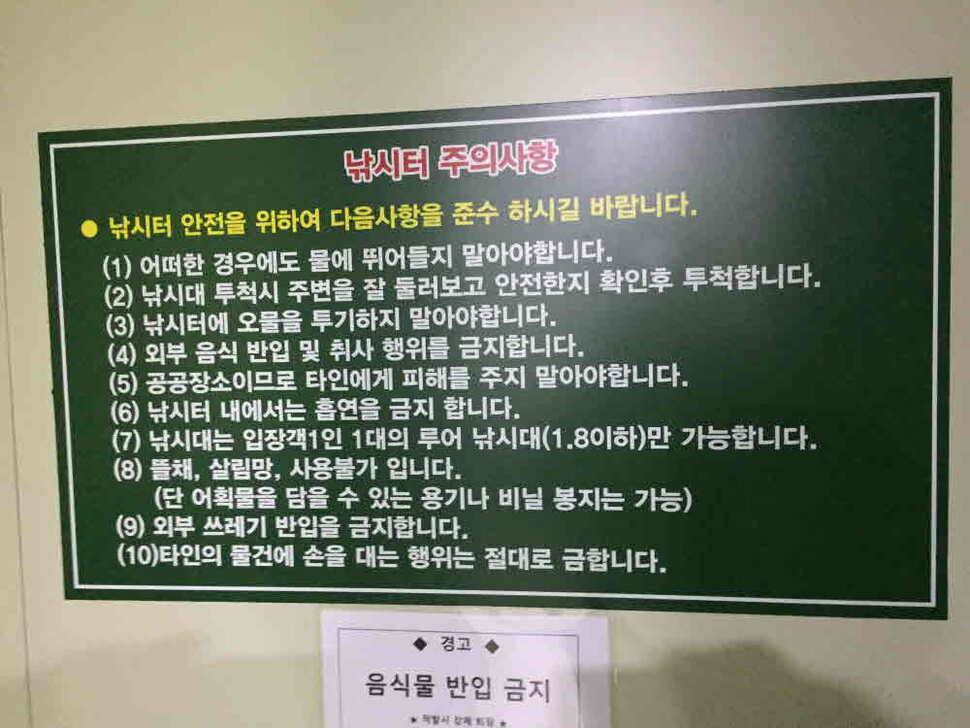 낚시터 주의사항
● 낚시터 안전을 위하여 다음사항을 준수 하시길 바랍니다.
(1) 어떠한 경우에도 물에 뛰어들지 말아야합니다.
(2) 낚시대 투척시 주변을 잘 둘러보고 안전한지 확인후 투척합니다.
(3) 낚시터에 오물을 투기하지 말아야합니다.
(4) 외부 음식 반입 및 취사 행위를 금지합니다.
(5) 공공장소이므로 타인에게 피해를 주지 말아야합니다.
(6) 낚시터 내에서는 흡연을 금지 합니다.
(7) 낚시대는 입장객1인 1대의 루어 낚시대(1.8이하)만 가능합니다.
(8) 뜰채, 살림망, 사용불가 입니다.
(단 어획물을 담을 수 있는 용기나 비닐 봉지는 가능)
(9) 외부 쓰레기 반입을 금지합니다.
(10)타인의 물건에 손을 대는 행위는 절대로 금합니다.
◆ 경고 ◆
음식물 반입 금지
★ 적발시 강제 퇴장 ★